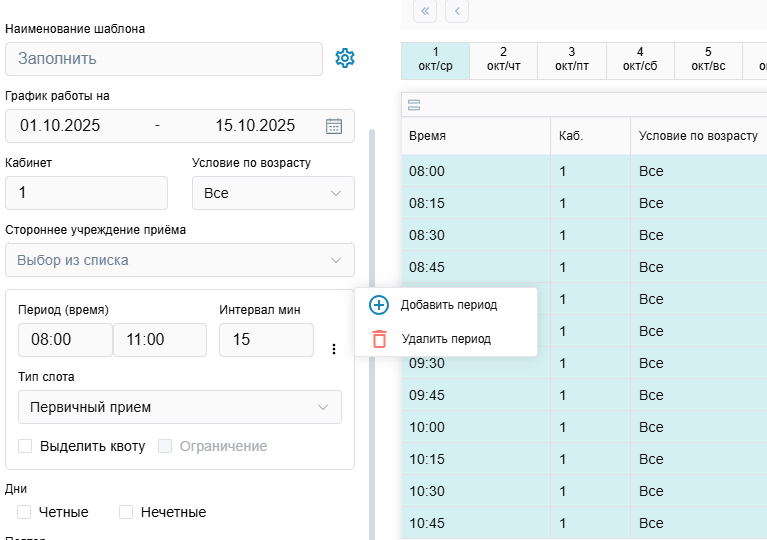 Наименование шаблона
Заполнить
График работы на
01.10.2025 - 15.10.2025
Кабинет Условие по возрасту
1 Все
Стороннее учреждение приёма
Выбор из списка
Период (время) Интервал мин
08:00 11:00 15
Тип слота
Первичный прием
Выделить квоту Ограничение
Дни
Четные Нечетные
Добавить период
Удалить период
1 2 3 4 5
окт/ср окт/чт окт/пт окт/сб окт/вс
Время Каб. Условие по возрасту
08:00 1 Все
08:15 1 Все
08:30 1 Все
08:45 1 Все
1 Все
1 Все
09:30 1 Все
09:45 1 Все
10:00 1 Все
10:15 1 Все
10:30 1 Все
10:45 1 Все